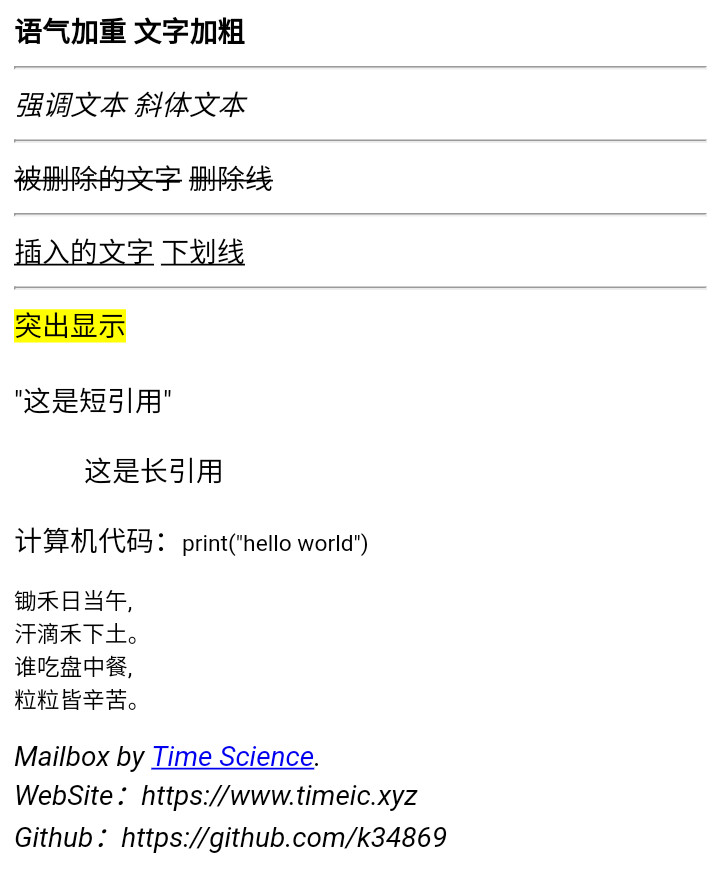 语气加重 文字加粗
强调文本 斜体文本
被删除的文字 删除线
插入的文字 下划线
突出显示
"这是短引用"
这是长引用
计算机代码：print("hello world")
锄禾日当午,
汗滴禾下土。
谁吃盘中餐,
粒粒皆辛苦。
Mailbox by Time Science.
WebSite：https://www.timeic.xyz
Github：https://github.com/k34869